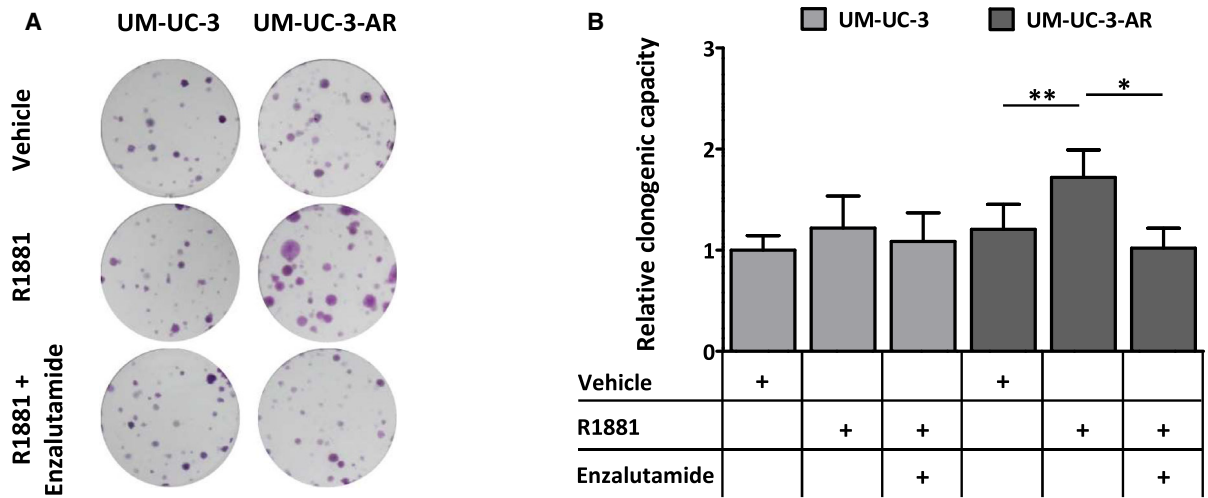 A
UM-UC-3 UM-UC-3-AR
Vehicle
R1881
R1881 +
Enzalutamide
B
UM-UC-3 UM-UC-3-AR
Relative clonogenic capacity
3
2
1
0
** *
Vehicle + +
R1881 + + + +
Enzalutamide + +